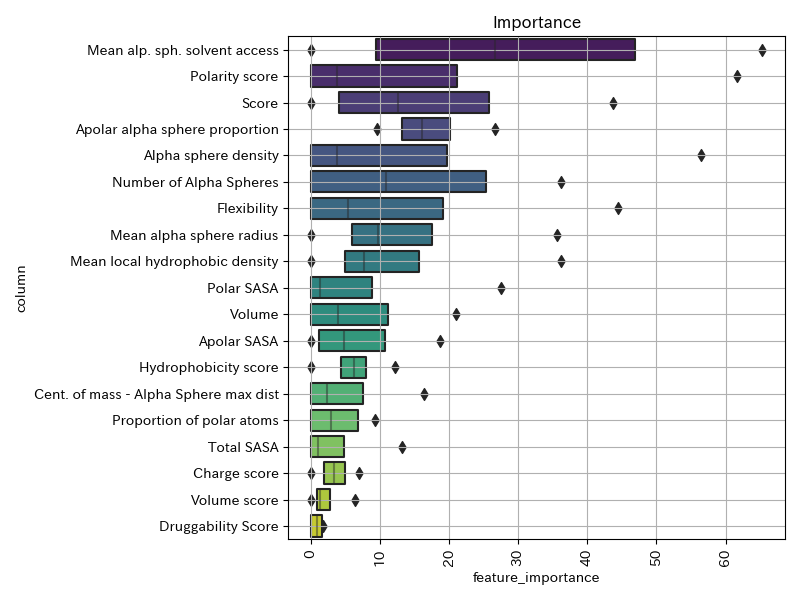 Importance
Mean alp. sph. solvent access
Polarity score
Score
Apolar alpha sphere proportion
Alpha sphere density
Number of Alpha Spheres
Flexibility
Mean alpha sphere radius
Mean local hydrophobic density
Polar SASA
Volume
Apolar SASA
Hydrophobicity score
Cent. of mass - Alpha Sphere max dist
Proportion of polar atoms
Total SASA
Charge score
Volume score
Druggability Score
column
0 10 20 30 40 50 60
feature_importance